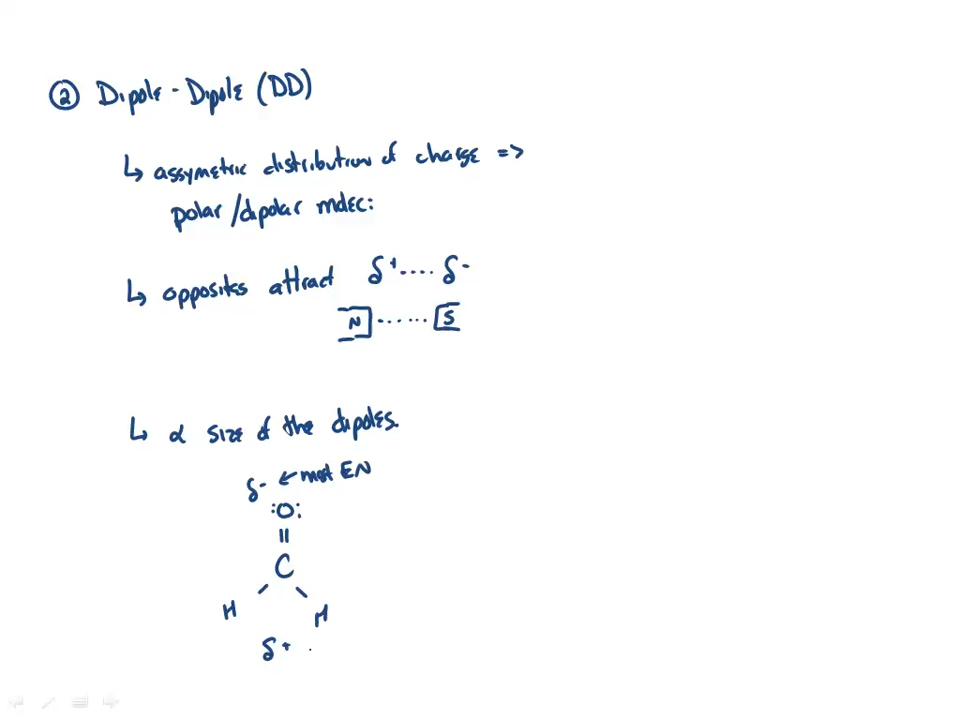 ② Dipole - Dipole (DD)
↳ assymetric distribution of charge =>
polar/dipolar molec:
↳ opposites attract δ+ .... δ-
N ...... S
↳ α size of the dipoles.
δ- ← most EN
:O:
||
C
H H
δ+